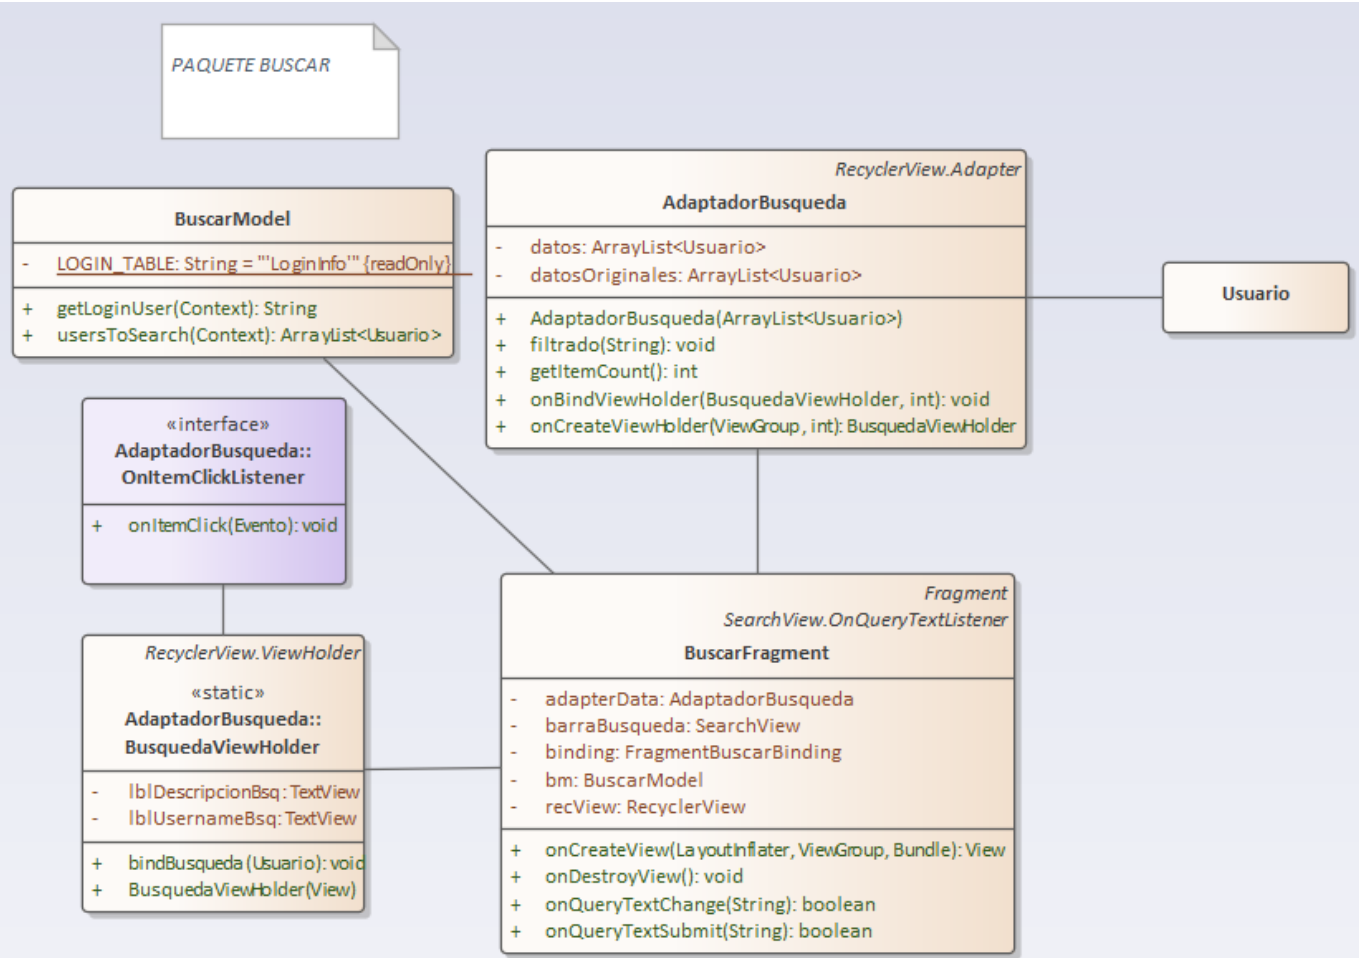 PAQUETE BUSCAR
BuscarModel
- LOGIN_TABLE: String = "'LoginInfo'" {readOnly}
+ getLoginUser(Context): String
+ usersToSearch(Context): ArrayList<Usuario>
RecyclerView.Adapter
AdaptadorBusqueda
- datos: ArrayList<Usuario>
- datosOriginales: ArrayList<Usuario>
+ AdaptadorBusqueda(ArrayList<Usuario>)
+ filtrado(String): void
+ getItemCount(): int
+ onBindViewHolder(BusquedaViewHolder, int): void
+ onCreateViewHolder(ViewGroup, int): BusquedaViewHolder
Usuario
«interface»
AdaptadorBusqueda::
OnItemClickListener
+ onItemClick(Evento): void
RecyclerView.ViewHolder
«static»
AdaptadorBusqueda::
BusquedaViewHolder
- lblDescripcionBsq: TextView
- lblUsernameBsq: TextView
+ bindBusqueda(Usuario): void
+ BusquedaViewHolder(View)
Fragment
SearchView.OnQueryTextListener
BuscarFragment
- adapterData: AdaptadorBusqueda
- barraBusqueda: SearchView
- binding: FragmentBuscarBinding
- bm: BuscarModel
- recView: RecyclerView
+ onCreateView(LayoutInflater, ViewGroup, Bundle): View
+ onDestroyView(): void
+ onQueryTextChange(String): boolean
+ onQueryTextSubmit(String): boolean